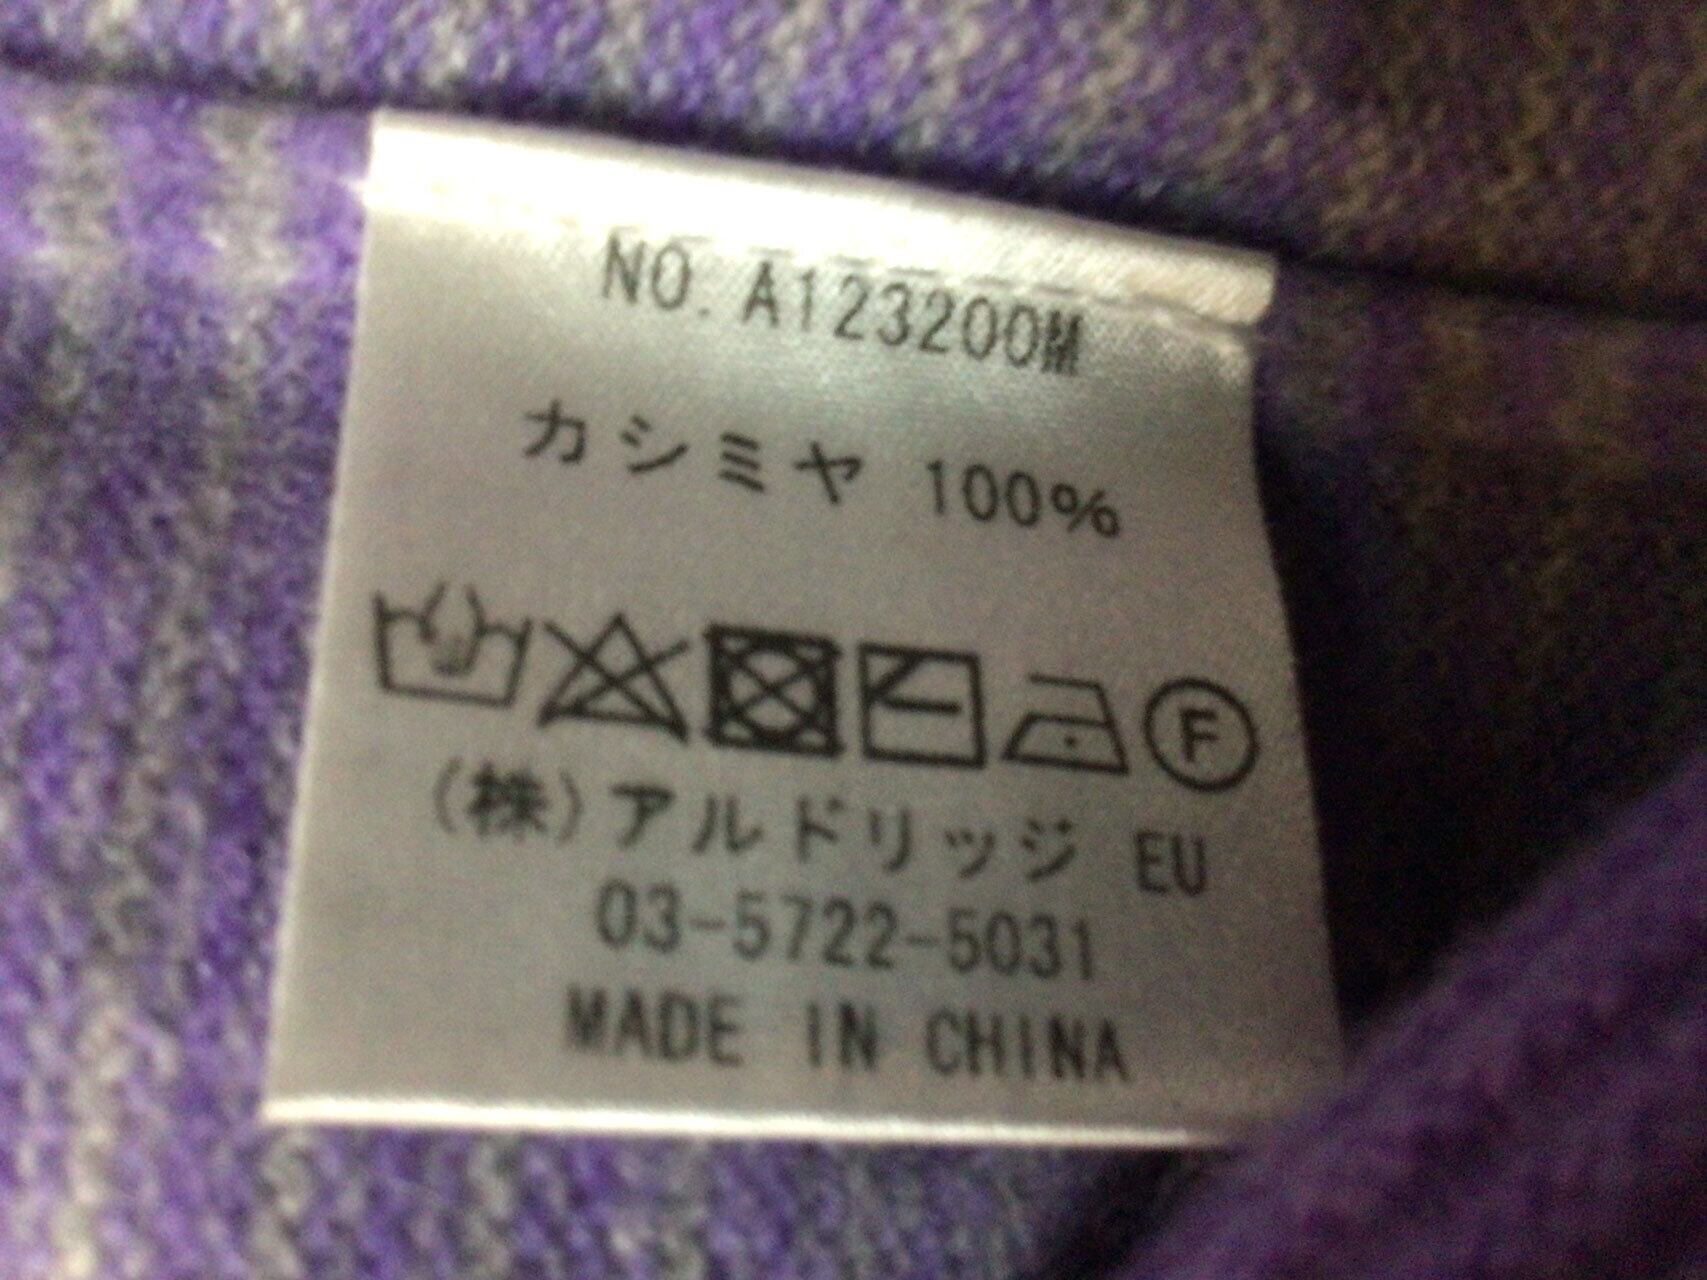 NO. A123200M
カシミヤ 100%
F
(株)アルドリッジ EU
03-5722-5031
MADE IN CHINA